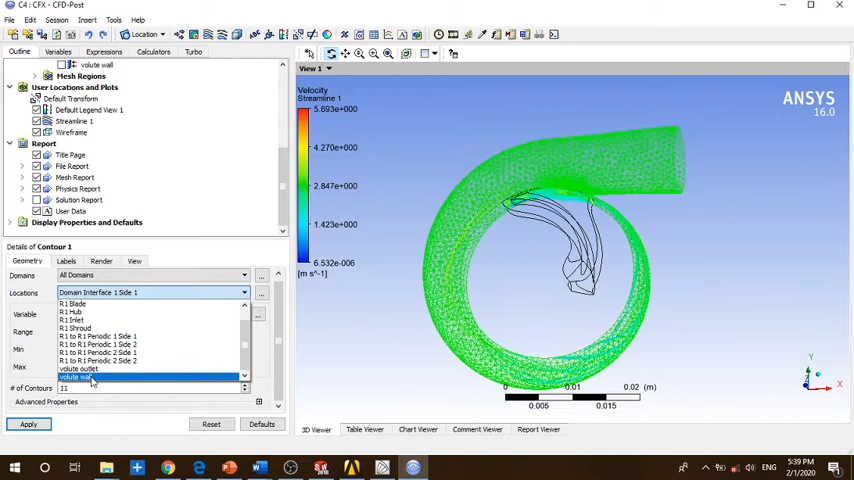 C4 : CFX - CFD-Post
File Edit Session Insert Tools Help
Location
Outline Variables Expressions Calculators Turbo
volute wall
Mesh Regions
User Locations and Plots
Default Transform
Default Legend View 1
Streamline 1
Wireframe
Report
Title Page
File Report
Mesh Report
Physics Report
Solution Report
User Data
Display Properties and Defaults
Details of Contour 1
Geometry Labels Render View
Domains All Domains ...
Locations Domain Interface 1 Side 1 ...
R1 Blade
R1 Hub
Variable R1 Inlet ...
R1 Shroud
Range R1 to R1 Periodic 1 Side 1
R1 to R1 Periodic 1 Side 2
Min R1 to R1 Periodic 2 Side 1
R1 to R1 Periodic 2 Side 2
Max volute outlet
volute wall
# of Contours 11
Advanced Properties
Apply Reset Defaults
View 1
Velocity
Streamline 1
5.693e+000
4.270e+000
2.847e+000
1.423e+000
6.532e-006
[m s^-1]
ANSYS
16.0
0 0.01 0.02 (m)
0.005 0.015
Y
X
Z
3D Viewer Table Viewer Chart Viewer Comment Viewer Report Viewer
ENG
5:39 PM
2/1/2020